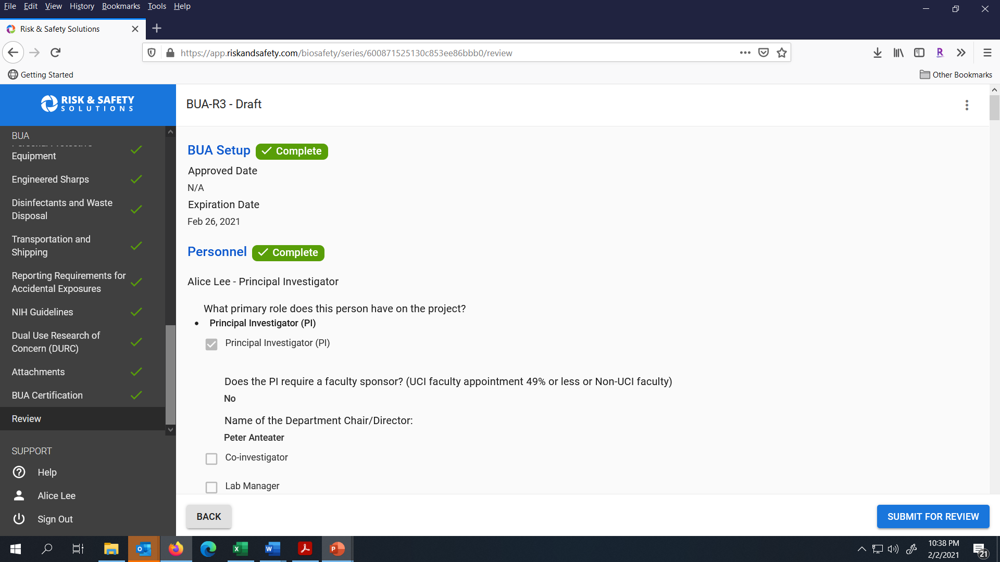 File Edit View History Bookmarks Tools Help
Risk & Safety Solutions
https://app.riskandsafety.com/biosafety/series/600871525130c853ee86bbb0/review
Getting Started
Other Bookmarks
RISK & SAFETY
SOLUTIONS
BUA-R3 - Draft
BUA
Equipment
Engineered Sharps
Disinfectants and Waste
Disposal
Transportation and
Shipping
Reporting Requirements for
Accidental Exposures
NIH Guidelines
Dual Use Research of
Concern (DURC)
Attachments
BUA Certification
Review
SUPPORT
Help
Alice Lee
Sign Out
BUA Setup Complete
Approved Date
N/A
Expiration Date
Feb 26, 2021
Personnel Complete
Alice Lee - Principal Investigator
What primary role does this person have on the project?
• Principal Investigator (PI)
Principal Investigator (PI)
Does the PI require a faculty sponsor? (UCI faculty appointment 49% or less or Non-UCI faculty)
No
Name of the Department Chair/Director:
Peter Anteater
Co-investigator
Lab Manager
BACK
SUBMIT FOR REVIEW
10:38 PM
2/2/2021
21